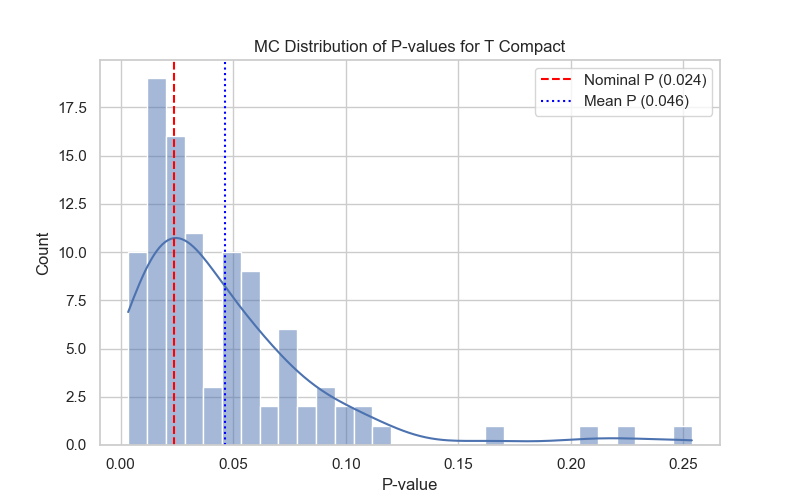 MC Distribution of P-values for T Compact
Nominal P (0.024)
Mean P (0.046)
17.5
15.0
12.5
10.0
7.5
5.0
2.5
0.0
Count
0.00 0.05 0.10 0.15 0.20 0.25
P-value